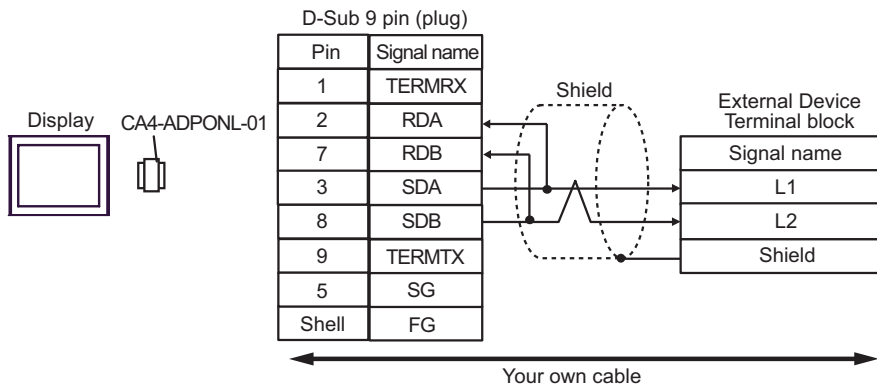 D-Sub 9 pin (plug)
Pin Signal name
1 TERMRX
2 RDA
7 RDB
3 SDA
8 SDB
9 TERMTX
5 SG
Shell FG
Display
CA4-ADPONL-01
Shield
External Device
Terminal block
Signal name
L1
L2
Shield
Your own cable